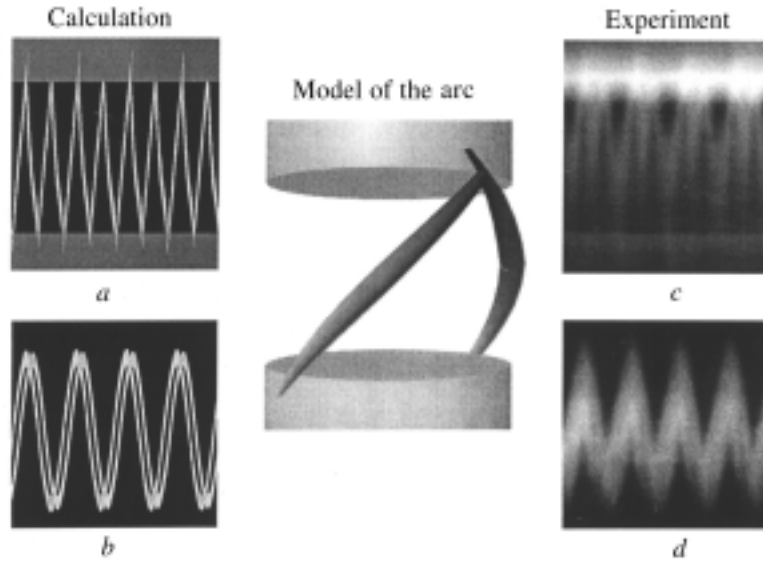 Calculation
Experiment
Model of the arc
a
c
b
d